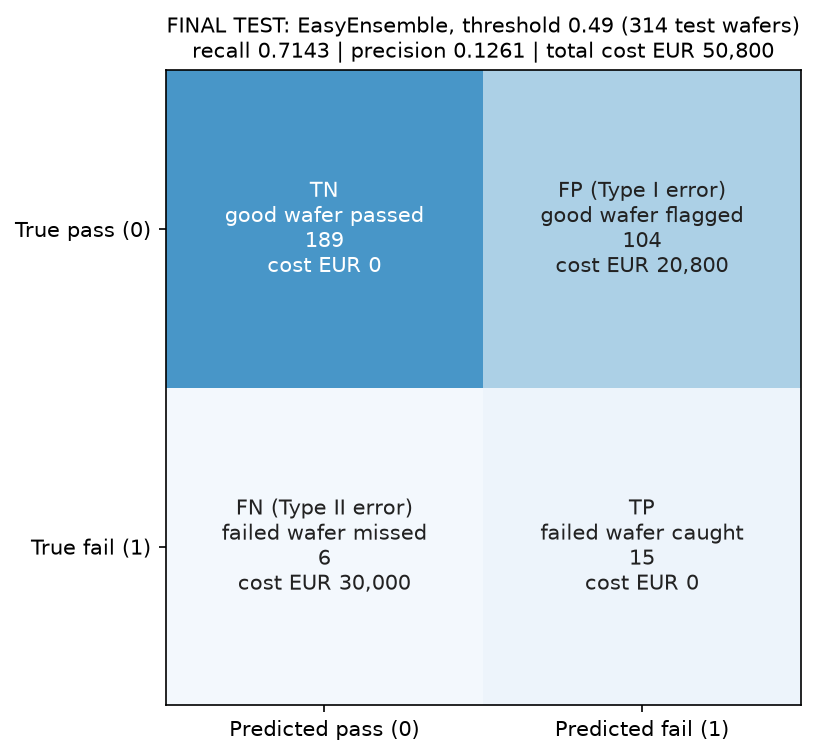 FINAL TEST: EasyEnsemble, threshold 0.49 (314 test wafers)
recall 0.7143 | precision 0.1261 | total cost EUR 50,800
True pass (0)
TN
good wafer passed
189
cost EUR 0
FP (Type I error)
good wafer flagged
104
cost EUR 20,800
True fail (1)
FN (Type II error)
failed wafer missed
6
cost EUR 30,000
TP
failed wafer caught
15
cost EUR 0
Predicted pass (0)
Predicted fail (1)